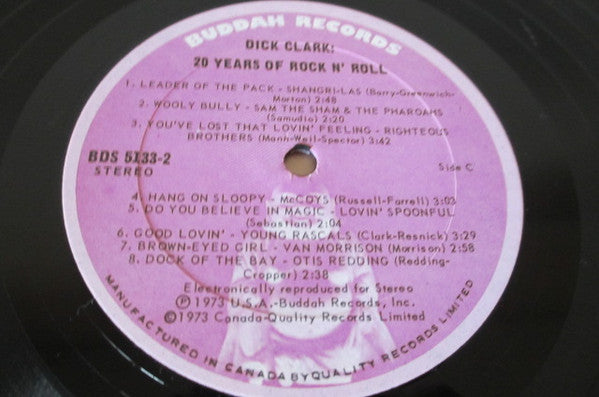 BUDDAH RECORDS
DICK CLARK:
20 YEARS OF ROCK N' ROLL
1. LEADER OF THE PACK - SHANGRI-LAS (Barry-Greenwich-
Morton) 2:48
2. WOOLY BULLY - SAM THE SHAM & THE PHAROAHS
(Samudio) 2:20
3. YOU'VE LOST THAT LOVIN' FEELING - RIGHTEOUS
BROTHERS (Mann-Weil-Spector) 3:42
BDS 5133-2
STEREO
Side C
4. HANG ON SLOOPY - McCOYS (Russell-Farrell) 3:03
5. DO YOU BELIEVE IN MAGIC - LOVIN' SPOONFUL
(Sebastian) 2:04
6. GOOD LOVIN' - YOUNG RASCALS (Clark-Resnick) 3:29
7. BROWN-EYED GIRL - VAN MORRISON (Morrison) 2:58
8. DOCK OF THE BAY - OTIS REDDING (Redding-
Cropper) 2:38
Electronically reproduced for Stereo
Ⓟ1973 U.S.A.-Buddah Records, Inc.
©1973 Canada-Quality Records Limited
MANUFACTURED IN CANADA BY QUALITY RECORDS LIMITED